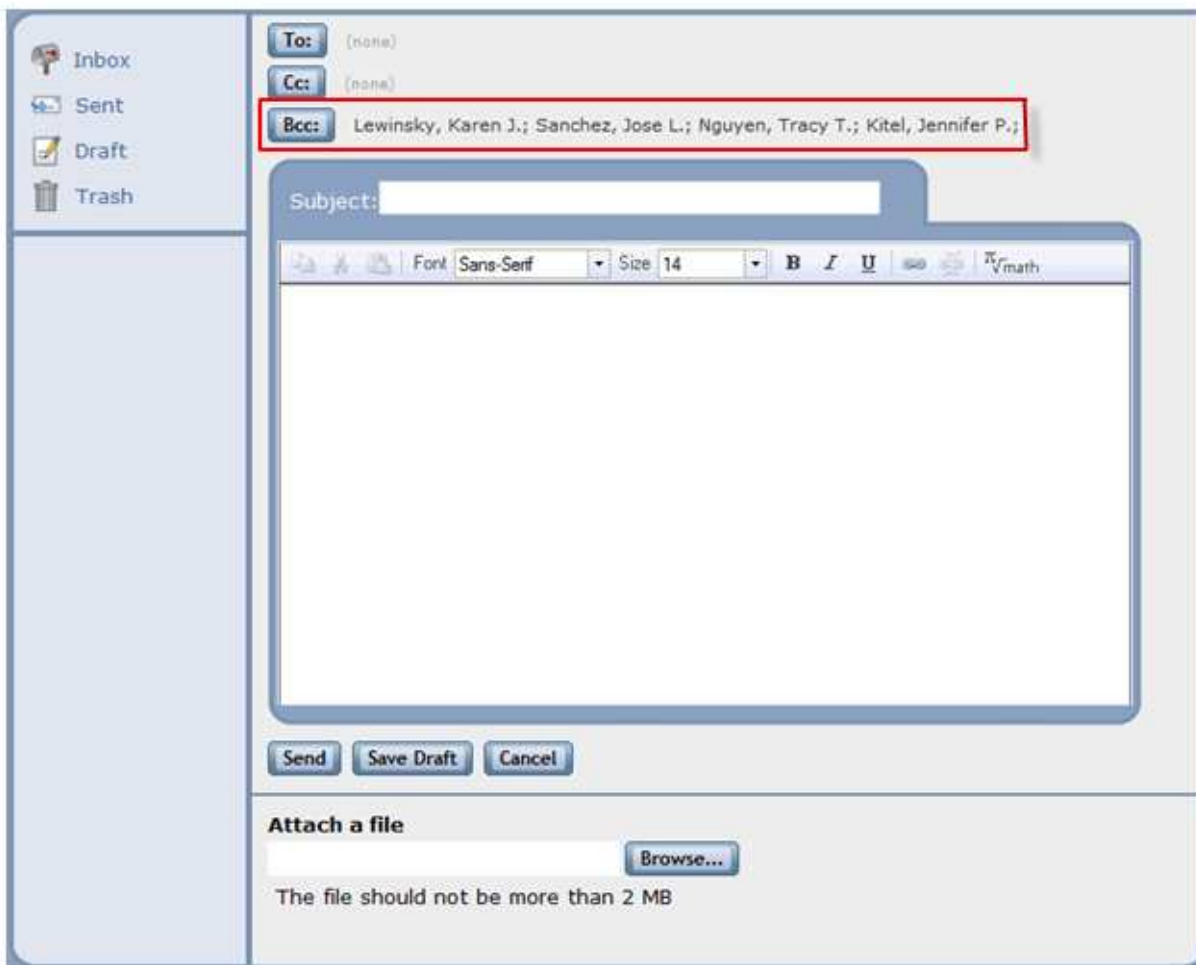 Inbox
Sent
Draft
Trash
To: (none)
Cc: (none)
Bcc: Lewinsky, Karen J.; Sanchez, Jose L.; Nguyen, Tracy T.; Kitel, Jennifer P.;
Subject:
Font Sans-Serif Size 14 B I U π√math
Send Save Draft Cancel
Attach a file
Browse...
The file should not be more than 2 MB